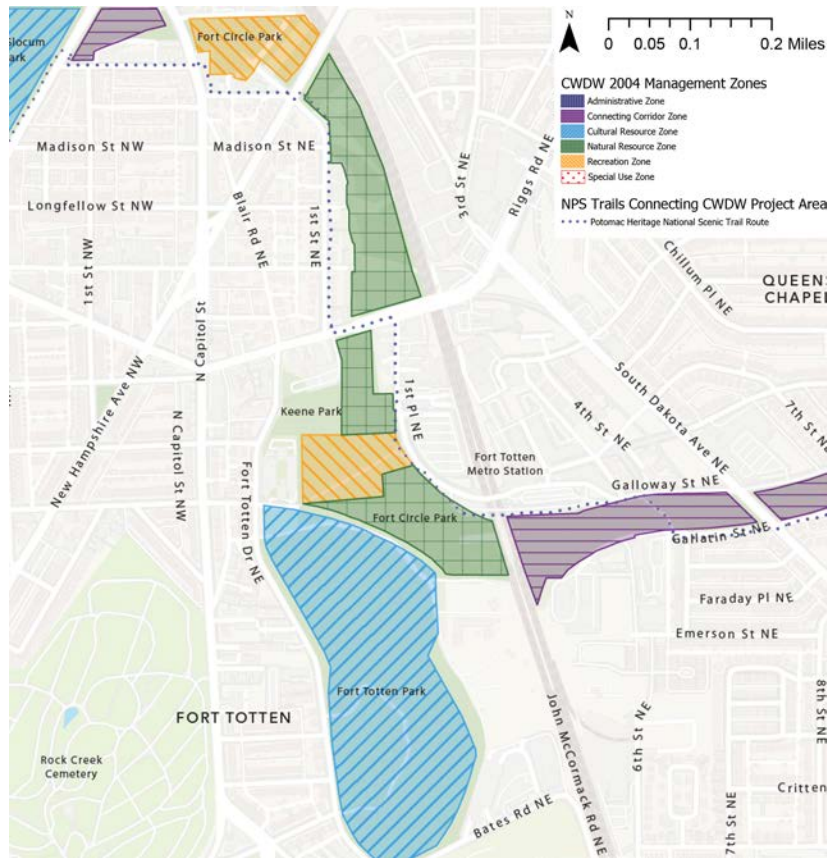 N
0 0.05 0.1 0.2 Miles
CWDW 2004 Management Zones
Administrative Zone
Connecting Corridor Zone
Cultural Resource Zone
Natural Resource Zone
Recreation Zone
Special Use Zone
NPS Trails Connecting CWDW Project Area
Potomac Heritage National Scenic Trail Route
Slocum
Park
Fort Circle Park
Madison St NW
Madison St NE
3rd St NE
Riggs Rd NE
Longfellow St NW
Blair Rd NE
1st St NE
1st St NW
N Capitol St
Chillum Pl NE
QUEENS
CHAPEL
New Hampshire Ave NW
N Capitol St NW
Keene Park
1st Pl NE
South Dakota Ave NE
4th St NE
7th St NE
Fort Totten
Metro Station
Galloway St NE
Fort Totten Dr NE
Fort Circle Park
Gallatin St NE
Faraday Pl NE
Emerson St NE
Fort Totten Park
FORT TOTTEN
Rock Creek
Cemetery
John McCormack Rd NE
6th St NE
8th St NE
7th St NE
Critten
Bates Rd NE